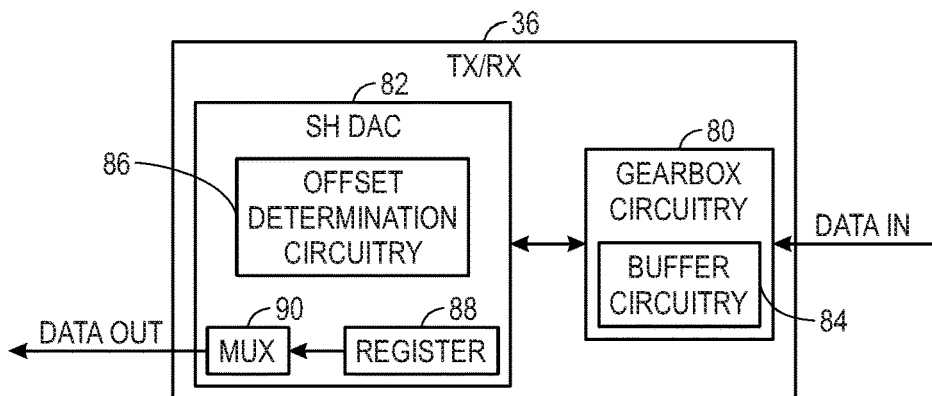 36
TX/RX
82
SH DAC
80
86
OFFSET
DETERMINATION
CIRCUITRY
GEARBOX
CIRCUITRY
DATA IN
BUFFER
CIRCUITRY
84
90
88
DATA OUT
MUX
REGISTER